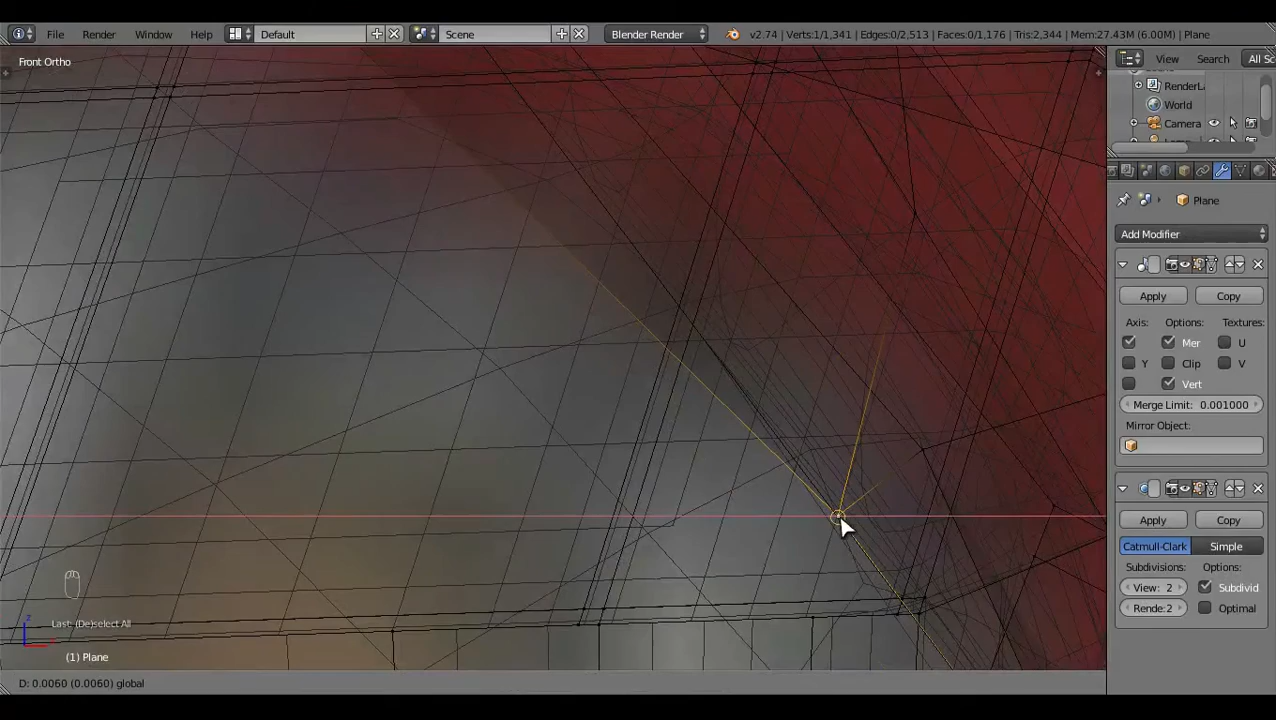 File Render Window Help Default Scene Blender Render v2.74 | Verts:1/1,341 | Edges:0/2,513 | Faces:0/1,176 | Tris:2,344 | Mem:27.43M (6.00M) | Plane
Front Ortho
View Search All Sc
RenderLa
World
Camera
Plane
Add Modifier
Apply Copy
Axis: Options: Textures:
Mer U
Y Clip V
Vert
Merge Limit: 0.001000
Mirror Object:
Apply Copy
Catmull-Clark Simple
Subdivisions: Options:
View: 2 Subdivid
Rende:2 Optimal
z
Last: (De)select All
(1) Plane
D: 0.0060 (0.0060) global